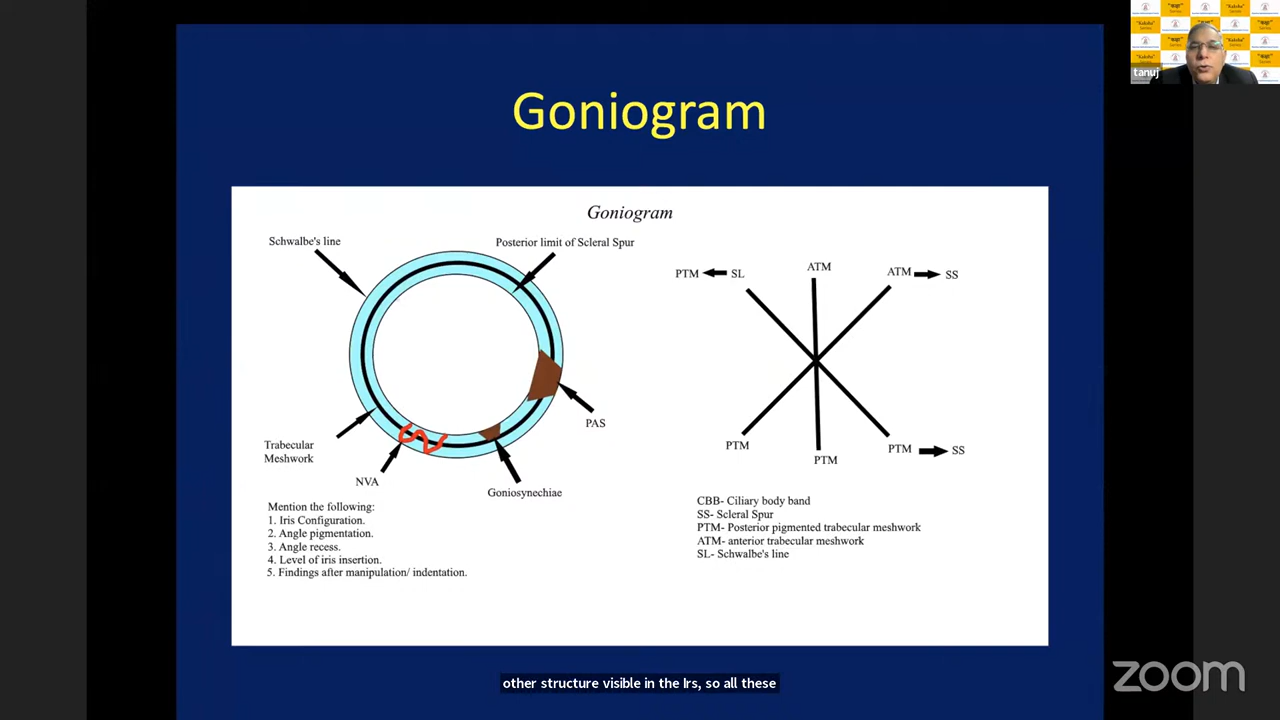 tanuj
Goniogram
Goniogram
Schwalbe's line
Posterior limit of Scleral Spur
Trabecular
Meshwork
NVA
PAS
Goniosynechiae
Mention the following:
1. Iris Configuration.
2. Angle pigmentation.
3. Angle recess.
4. Level of iris insertion.
5. Findings after manipulation/ indentation.
PTM SL ATM ATM SS
PTM PTM PTM SS
CBB- Ciliary body band
SS- Scleral Spur
PTM- Posterior pigmented trabecular meshwork
ATM- anterior trabecular meshwork
SL- Schwalbe's line
other structure visible in the Irs, so all these
zoom